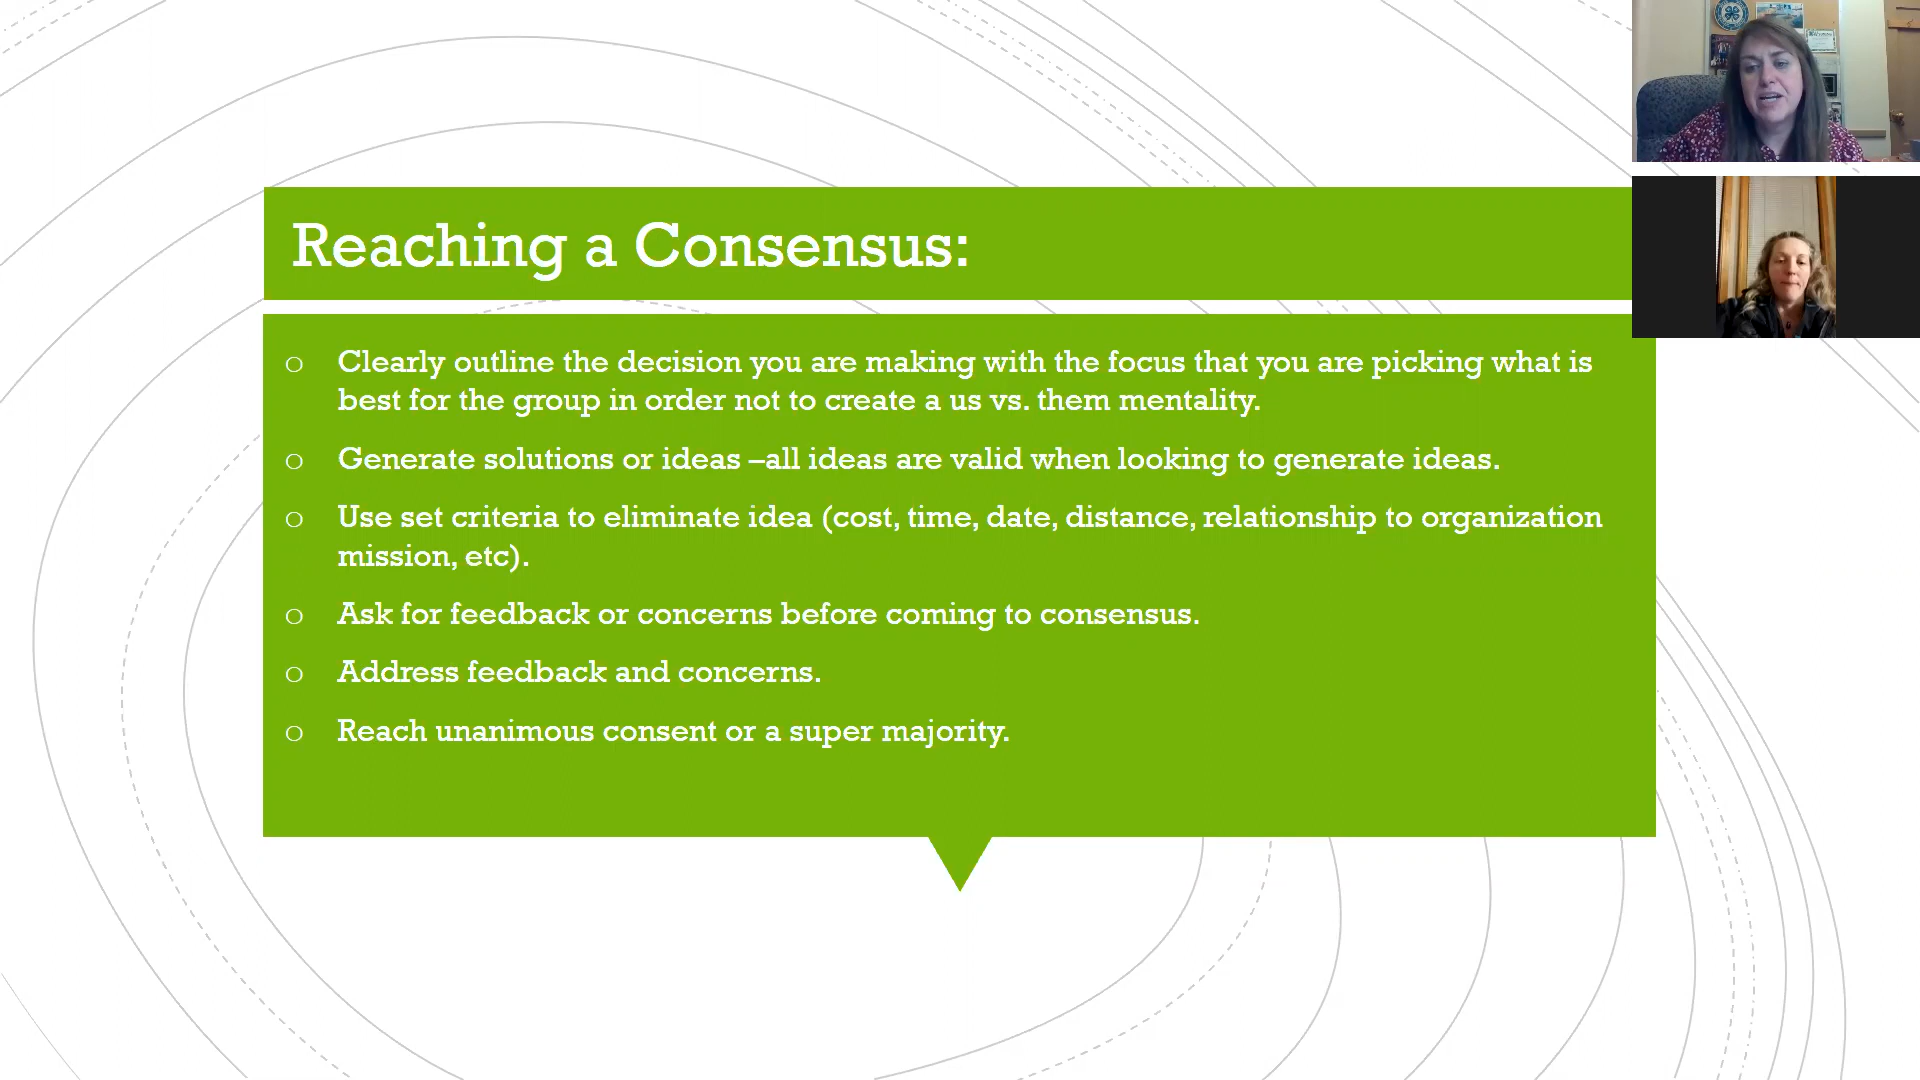 Reaching a Consensus:
o Clearly outline the decision you are making with the focus that you are picking what is
best for the group in order not to create a us vs. them mentality.
o Generate solutions or ideas –all ideas are valid when looking to generate ideas.
o Use set criteria to eliminate idea (cost, time, date, distance, relationship to organization
mission, etc).
o Ask for feedback or concerns before coming to consensus.
o Address feedback and concerns.
o Reach unanimous consent or a super majority.